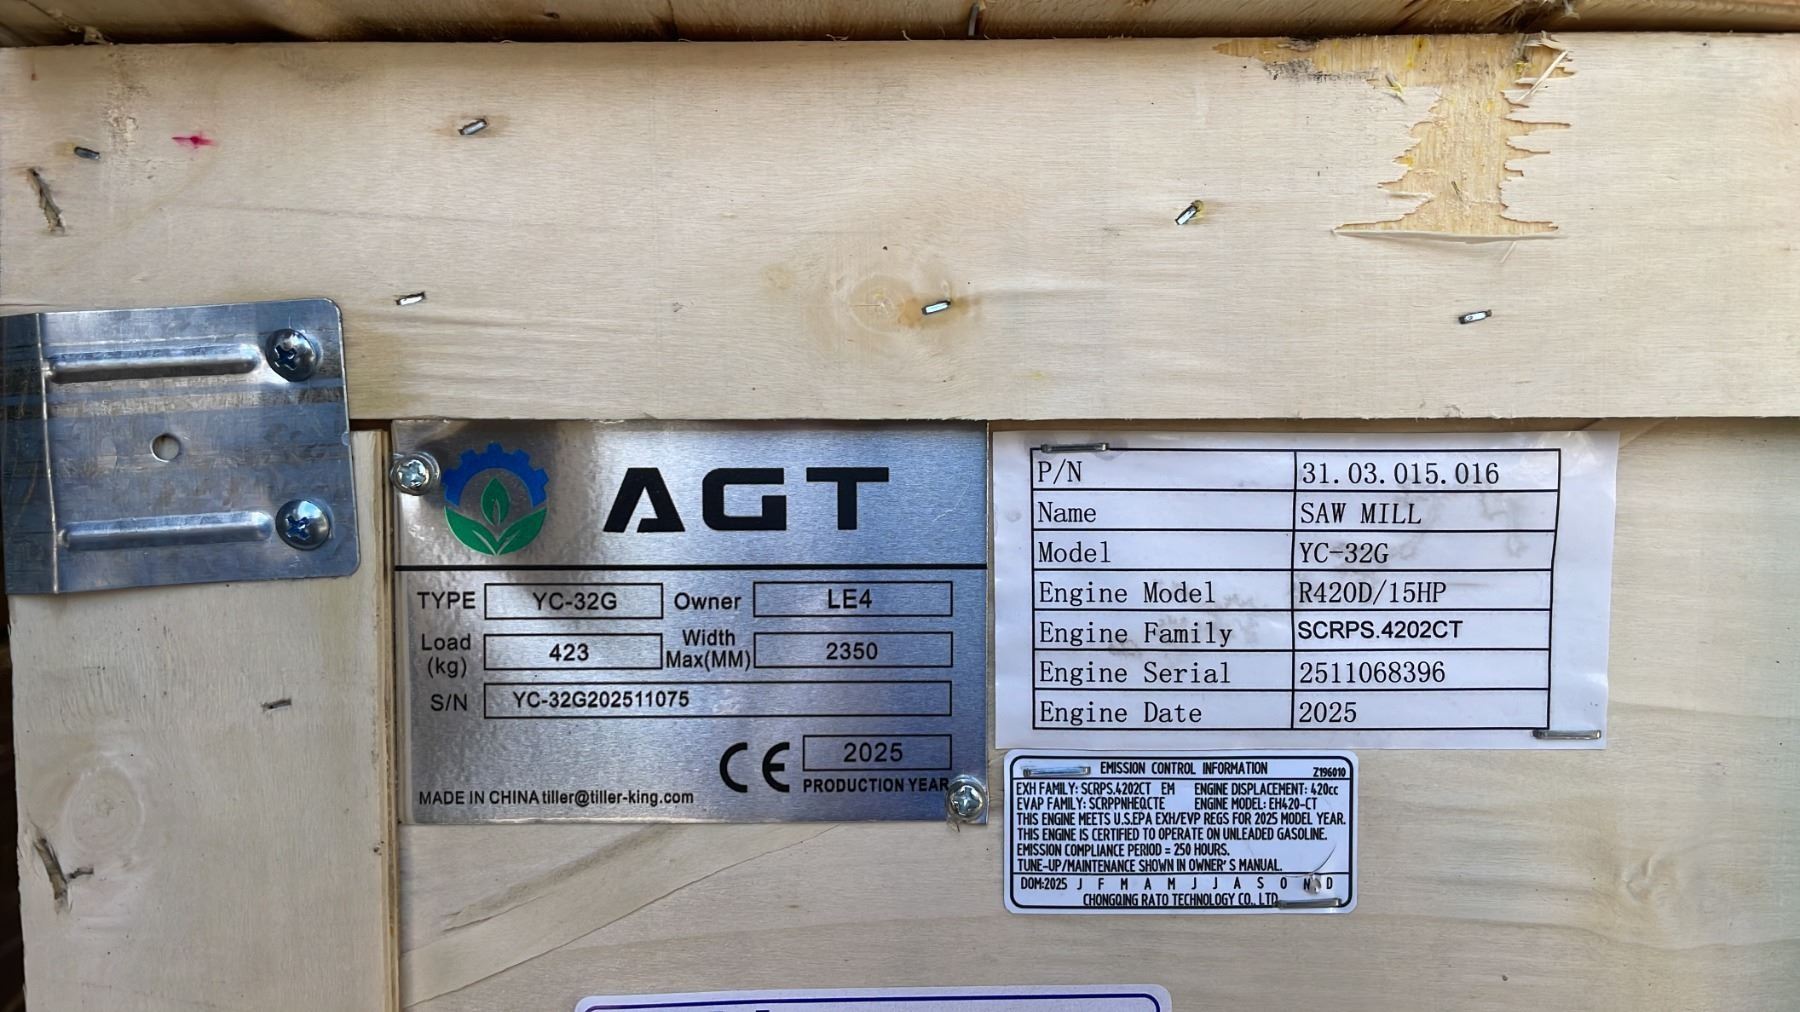 AGT
TYPE YC-32G Owner LE4
Load (kg) 423 Width Max(MM) 2350
S/N YC-32G202511075
CE 2025
PRODUCTION YEAR
MADE IN CHINA tiller@tiller-king.com
P/N 31.03.015.016
Name SAW MILL
Model YC-32G
Engine Model R420D/15HP
Engine Family SCRPS.4202CT
Engine Serial 2511068396
Engine Date 2025
EMISSION CONTROL INFORMATION Z196010
EXH FAMILY: SCRPS.4202CT EM ENGINE DISPLACEMENT: 420cc
EVAP FAMILY: SCRPPNHEQCTE ENGINE MODEL: EH420-CT
THIS ENGINE MEETS U.S.EPA EXH/EVP REGS FOR 2025 MODEL YEAR.
THIS ENGINE IS CERTIFIED TO OPERATE ON UNLEADED GASOLINE.
EMISSION COMPLIANCE PERIOD = 250 HOURS.
TUNE-UP/MAINTENANCE SHOWN IN OWNER' S MANUAL.
DOM:2025 J F M A M J J A S O N D
CHONGQING RATO TECHNOLOGY CO., LTD